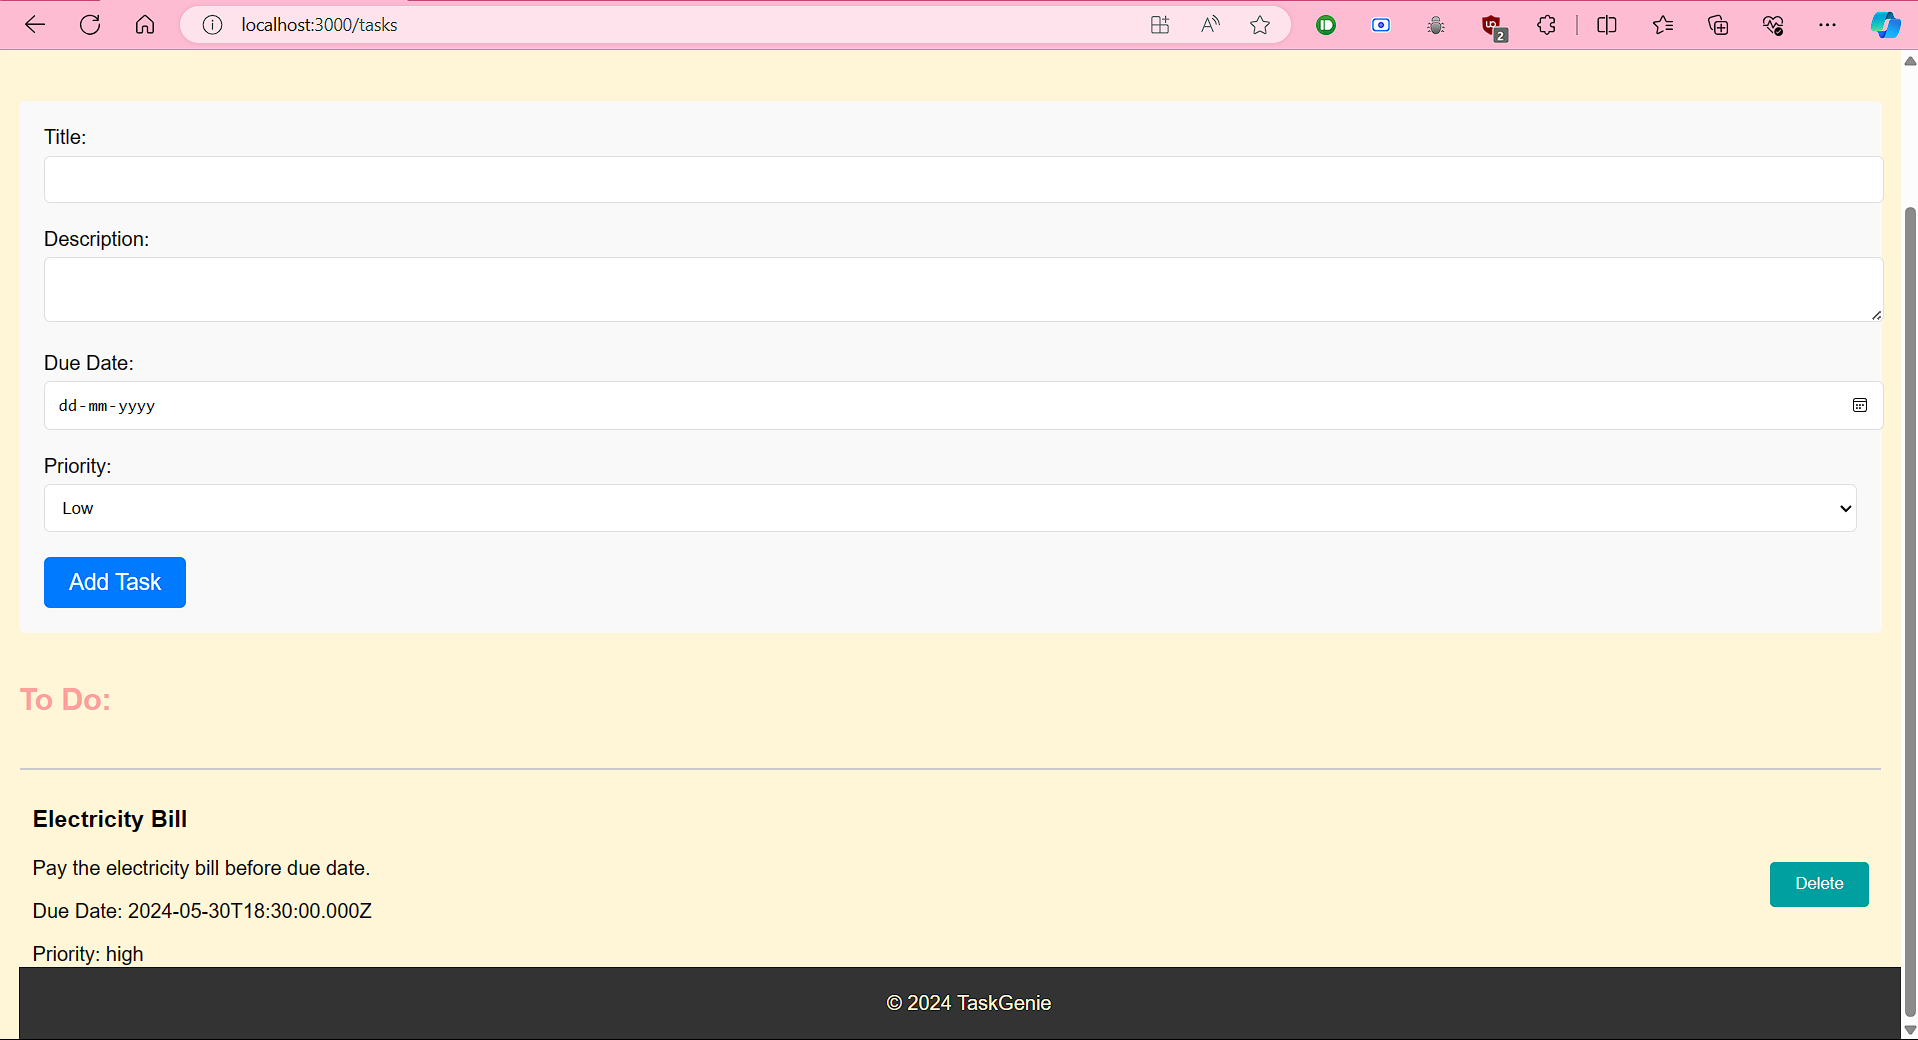 localhost:3000/tasks
2
Title:
Description:
Due Date:
dd-mm-yyyy
Priority:
Low
Add Task
To Do:
Electricity Bill
Pay the electricity bill before due date.
Delete
Due Date: 2024-05-30T18:30:00.000Z
Priority: high
© 2024 TaskGenie